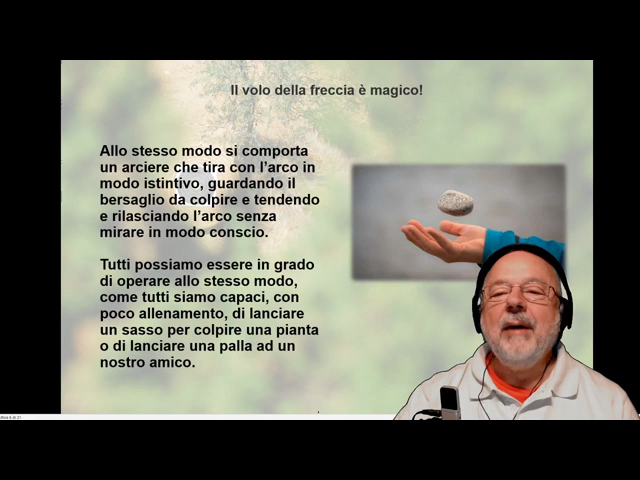 Il volo della freccia è magico!
Allo stesso modo si comporta
un arciere che tira con l'arco in
modo istintivo, guardando il
bersaglio da colpire e tendendo
e rilasciando l'arco senza
mirare in modo conscio.
Tutti possiamo essere in grado
di operare allo stesso modo,
come tutti siamo capaci, con
poco allenamento, di lanciare
un sasso per colpire una pianta
o di lanciare una palla ad un
nostro amico.